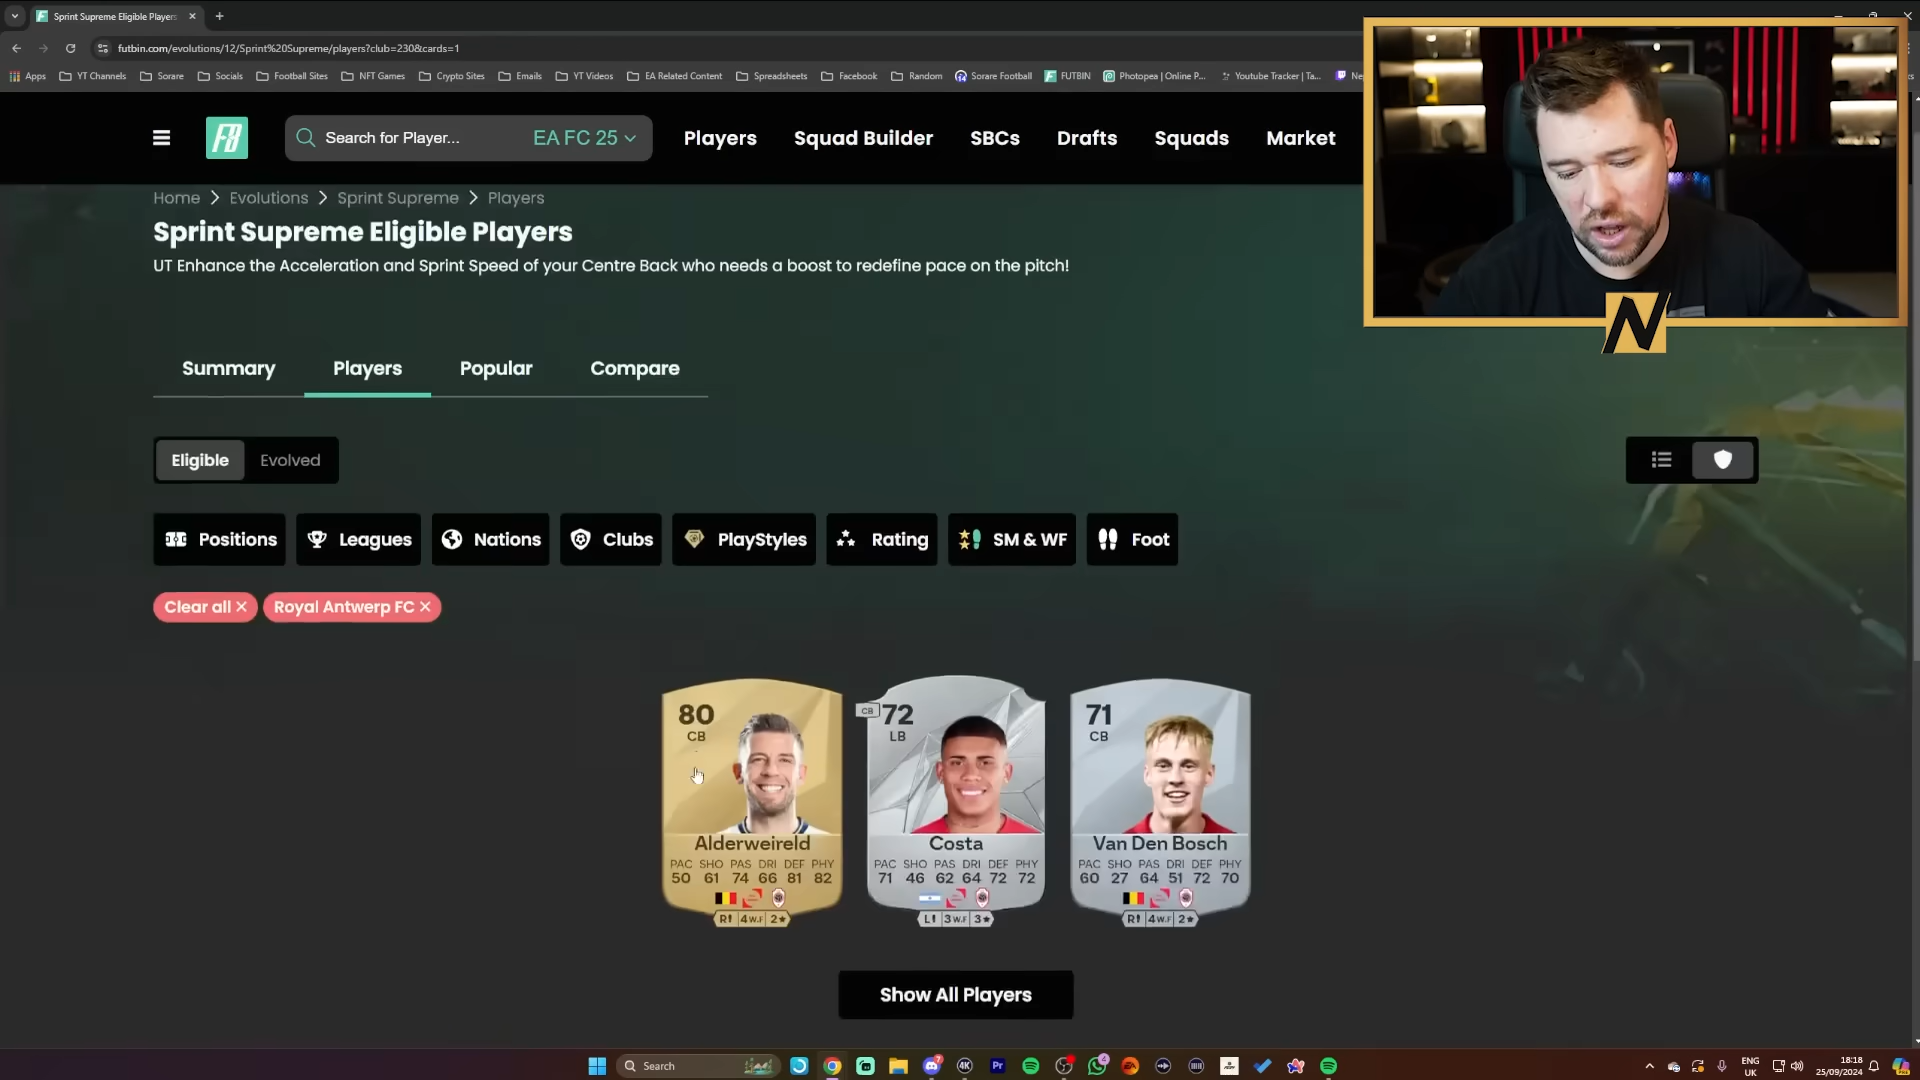 Sprint Supreme Eligible Players
futbin.com/evolutions/12/Sprint%20Supreme/players?club=230&cards=1
Apps YT Channels Sorare Socials Football Sites NFT Games Crypto Sites Emails YT Videos EA Related Content Spreadsheets Facebook Random Sorare Football FUTBIN Photopea | Online P... Youtube Tracker | Ta...
Search for Player... EA FC 25 Players Squad Builder SBCs Drafts Squads Market
Home > Evolutions > Sprint Supreme > Players
Sprint Supreme Eligible Players
UT Enhance the Acceleration and Sprint Speed of your Centre Back who needs a boost to redefine pace on the pitch!
N
Summary Players Popular Compare
Eligible Evolved
Positions Leagues Nations Clubs PlayStyles Rating SM & WF Foot
Clear all × Royal Antwerp FC ×
80 CB 72 71
CB LB CB
Alderweireld Costa Van Den Bosch
PAC SHO PAS DRI DEF PHY PAC SHO PAS DRI DEF PHY PAC SHO PAS DRI DEF PHY
50 61 74 66 81 82 71 46 62 64 72 72 60 27 64 51 72 70
R 4 W.F 2★ L 3 W.F 3★ R 4 W.F 2★
Show All Players
Search 4K Pr ENG 18:18
UK 25/09/2024